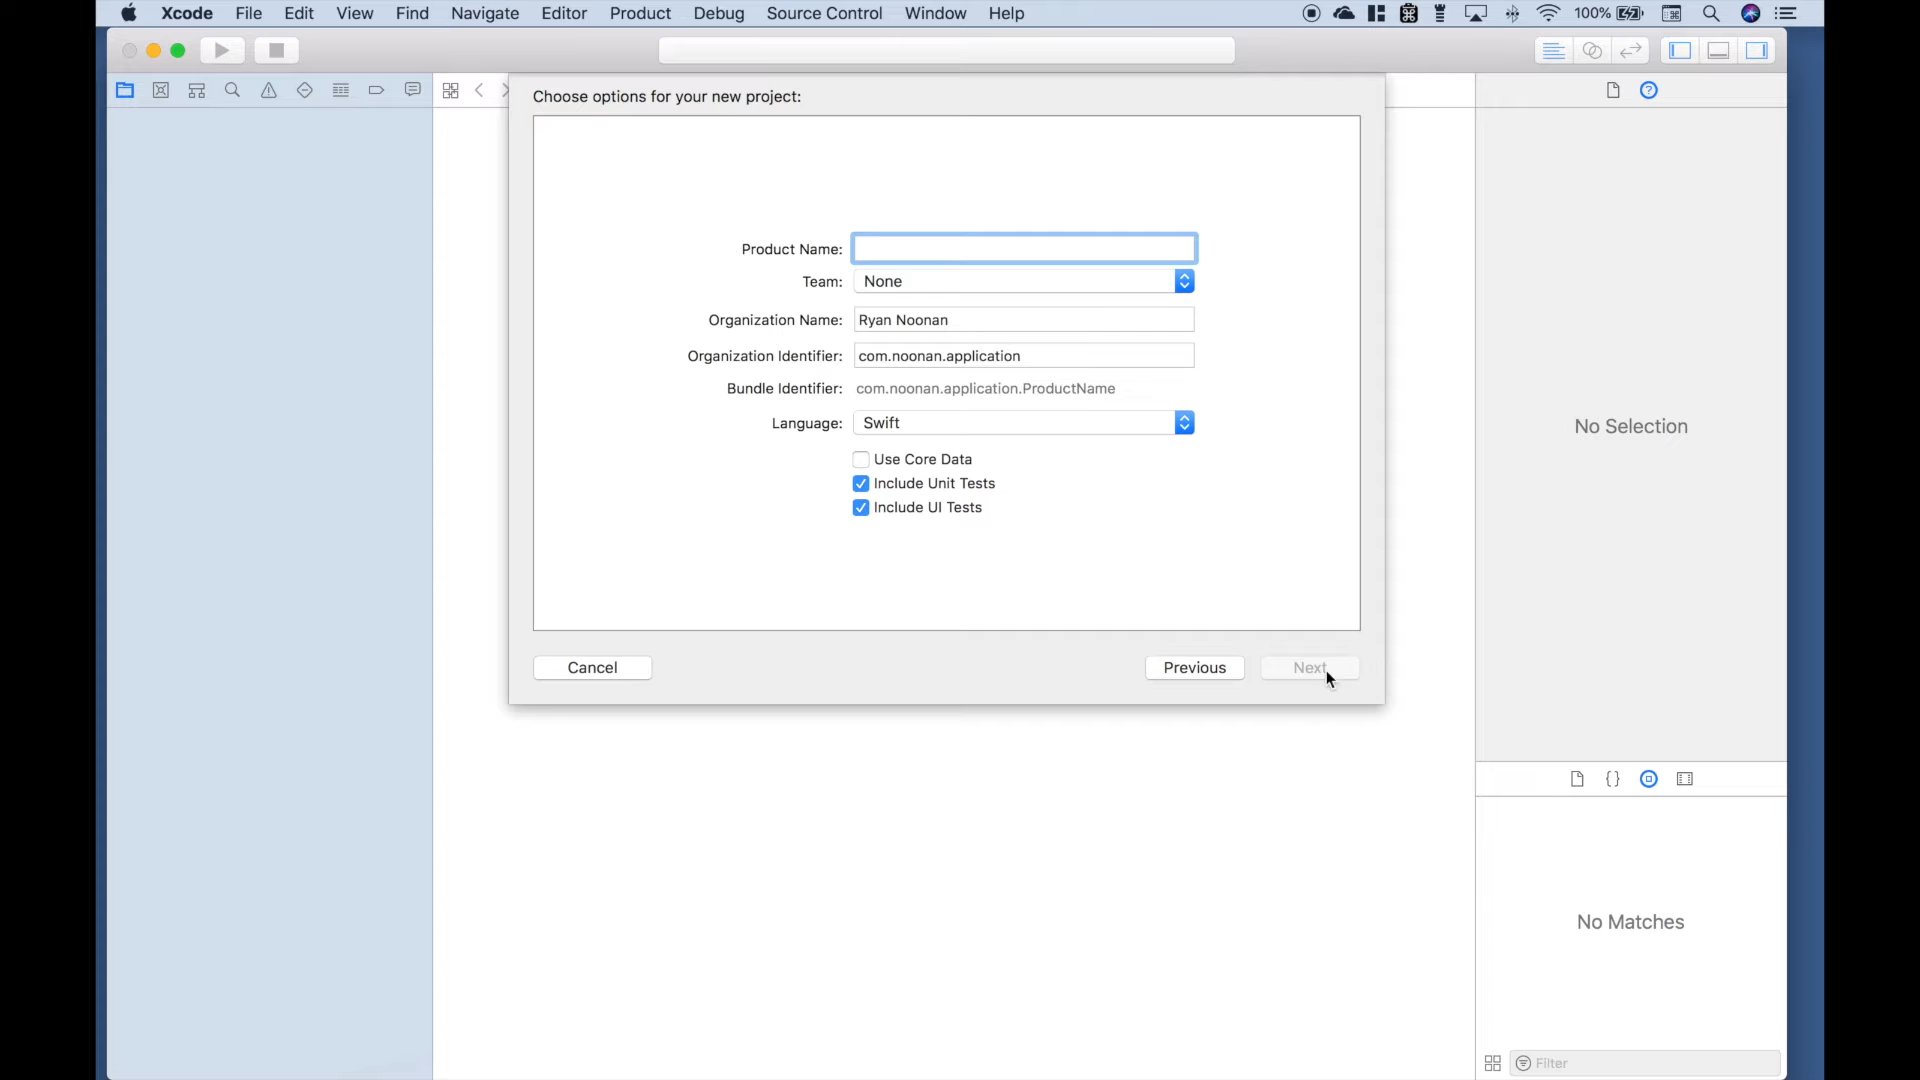 Xcode File Edit View Find Navigate Editor Product Debug Source Control Window Help 100%
Choose options for your new project:
Product Name:
Team: None
Organization Name: Ryan Noonan
Organization Identifier: com.noonan.application
Bundle Identifier: com.noonan.application.ProductName
Language: Swift
Use Core Data
Include Unit Tests
Include UI Tests
Cancel Previous Next
No Selection
No Matches
Filter